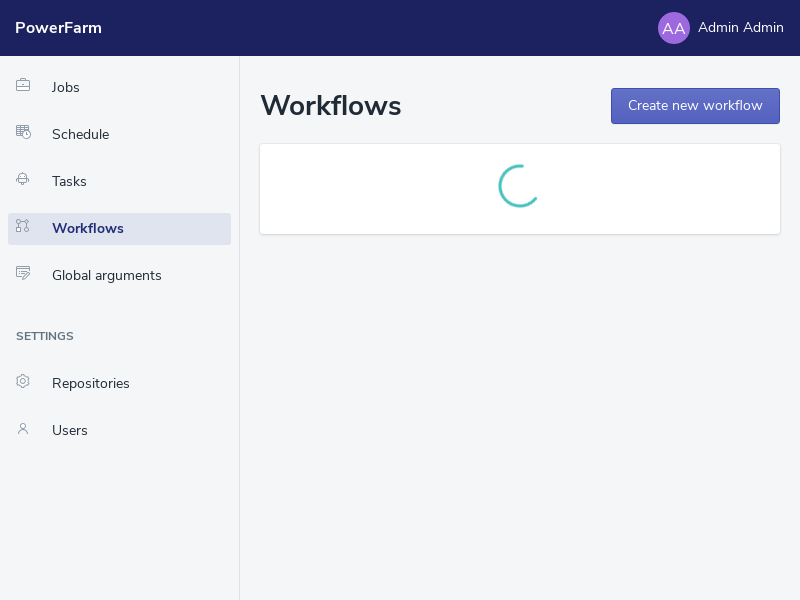 PowerFarm
AA Admin Admin
Jobs
Schedule
Tasks
Workflows
Global arguments
SETTINGS
Repositories
Users
Workflows
Create new workflow